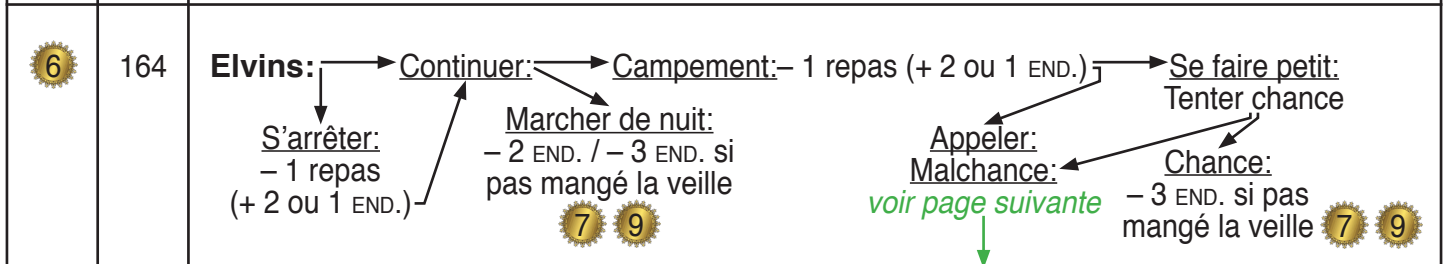 6
164
Elvins:
Continuer:
Campement:– 1 repas (+ 2 ou 1 END.)
Se faire petit:
Tenter chance
S'arrêter:
– 1 repas
(+ 2 ou 1 END.)
Marcher de nuit:
– 2 END. / – 3 END. si
pas mangé la veille
7 9
Appeler:
Malchance:
voir page suivante
Chance:
– 3 END. si pas
mangé la veille 7 9